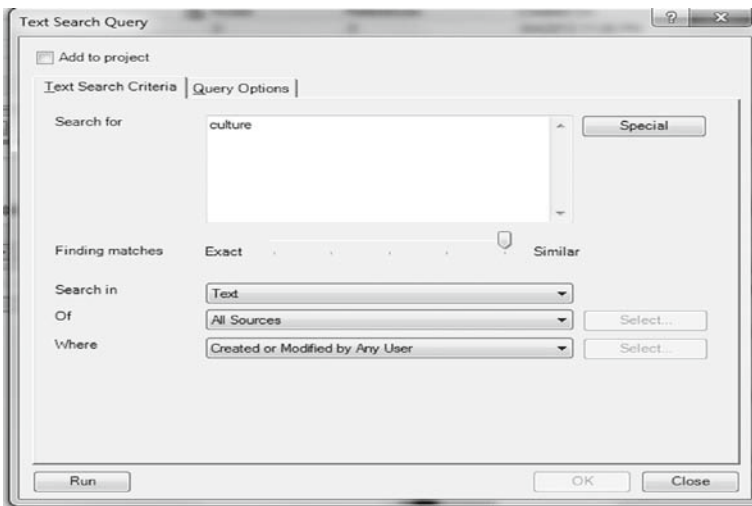 Text Search Query
Add to project
Text Search Criteria Query Options
Search for culture Special
Finding matches Exact Similar
Search in Text
Of All Sources Select...
Where Created or Modified by Any User Select...
Run OK Close